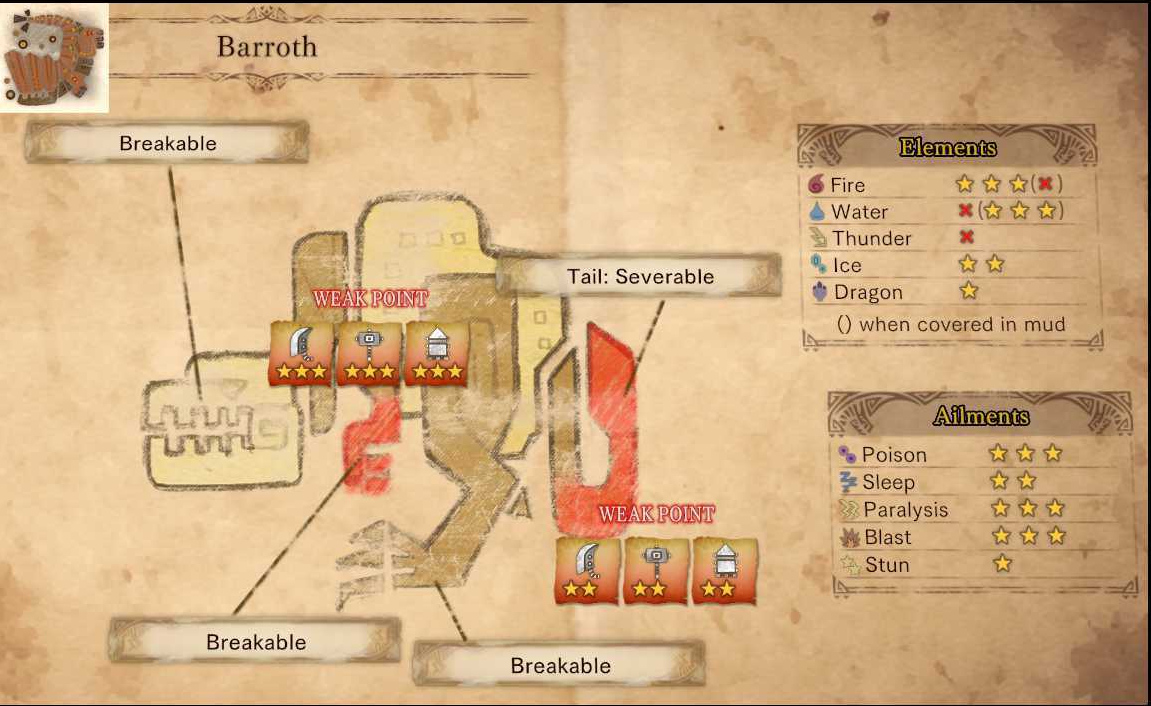 Barroth
Breakable
Tail: Severable
WEAK POINT
WEAK POINT
Breakable
Breakable
Elements
Fire
Water
Thunder
Ice
Dragon
() when covered in mud
Ailments
Poison
Sleep
Paralysis
Blast
Stun